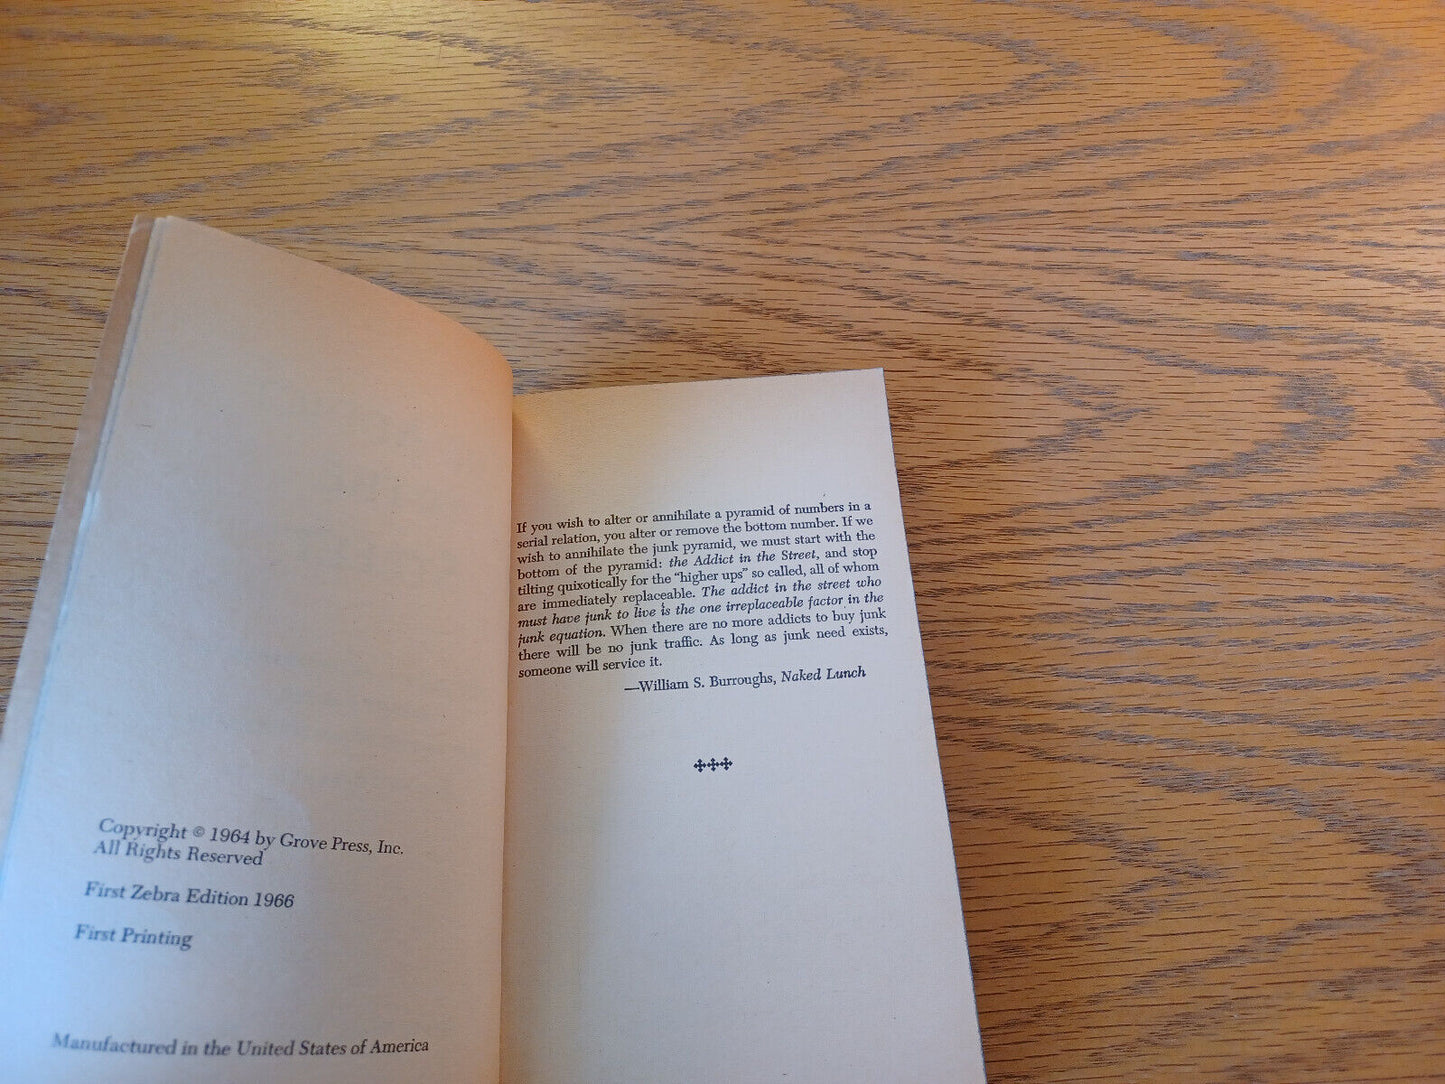 Copyright © 1964 by Grove Press, Inc.
All Rights Reserved
First Zebra Edition 1966
First Printing
Manufactured in the United States of America
If you wish to alter or annihilate a pyramid of numbers in a
serial relation, you alter or remove the bottom number. If we
wish to annihilate the junk pyramid, we must start with the
bottom of the pyramid: the Addict in the Street, and stop
tilting quixotically for the "higher ups" so called, all of whom
are immediately replaceable. The addict in the street who
must have junk to live is the one irreplaceable factor in the
junk equation. When there are no more addicts to buy junk
there will be no junk traffic. As long as junk need exists,
someone will service it.
—William S. Burroughs, Naked Lunch